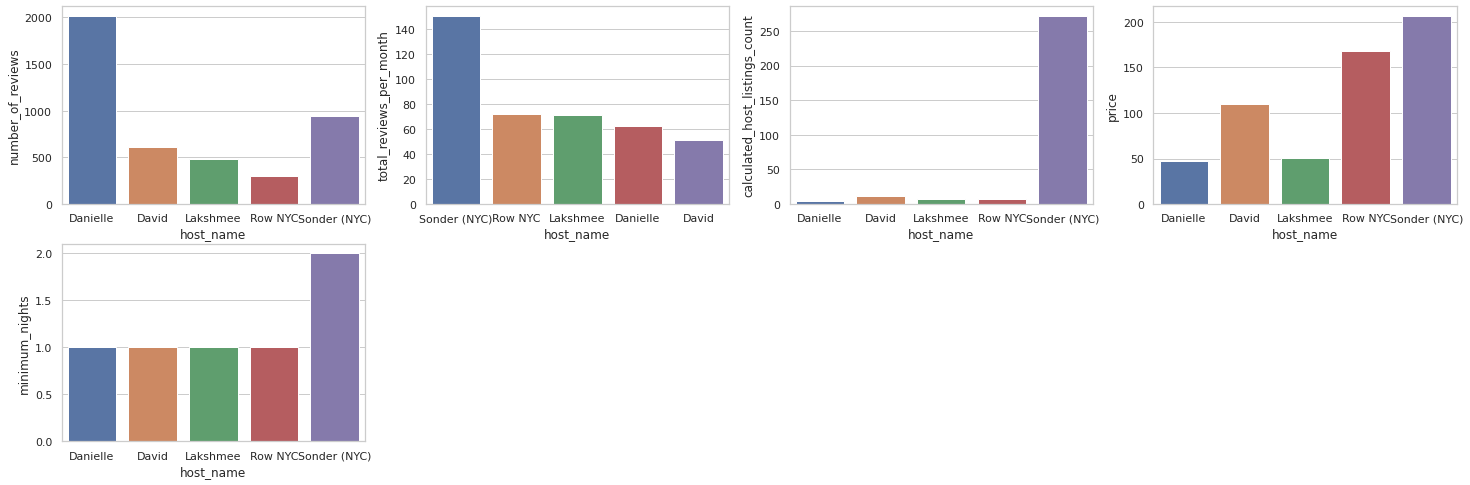 number_of_reviews
2000
1500
1000
500
0
Danielle David Lakshmee Row NYC Sonder (NYC)
host_name
total_reviews_per_month
140
120
100
80
60
40
20
0
Sonder (NYC) Row NYC Lakshmee Danielle David
host_name
calculated_host_listings_count
250
200
150
100
50
0
Danielle David Lakshmee Row NYC Sonder (NYC)
host_name
price
200
150
100
50
0
Danielle David Lakshmee Row NYC Sonder (NYC)
host_name
minimum_nights
2.0
1.5
1.0
0.5
0.0
Danielle David Lakshmee Row NYC Sonder (NYC)
host_name